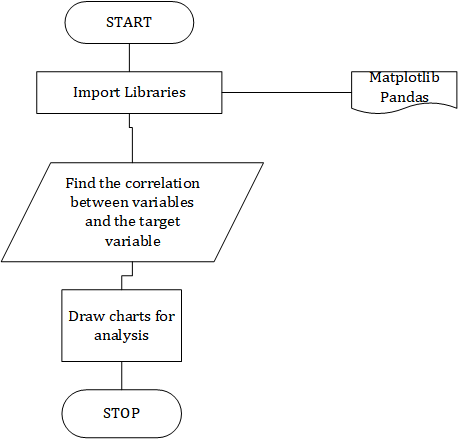 START
Import Libraries
Matplotlib
Pandas
Find the correlation
between variables
and the target
variable
Draw charts for
analysis
STOP